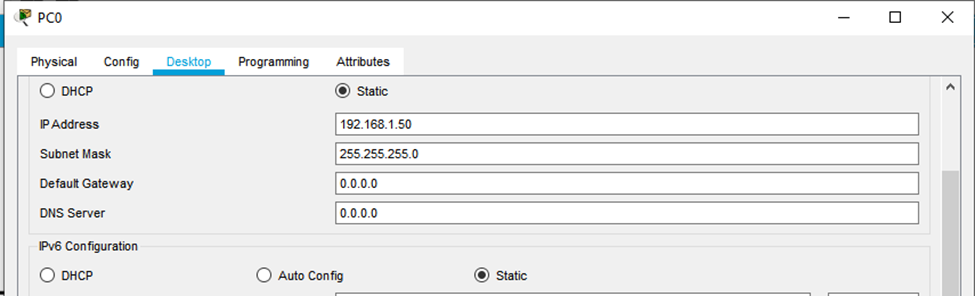 PC0
Physical Config Desktop Programming Attributes
DHCP Static
IP Address 192.168.1.50
Subnet Mask 255.255.255.0
Default Gateway 0.0.0.0
DNS Server 0.0.0.0
IPv6 Configuration
DHCP Auto Config Static